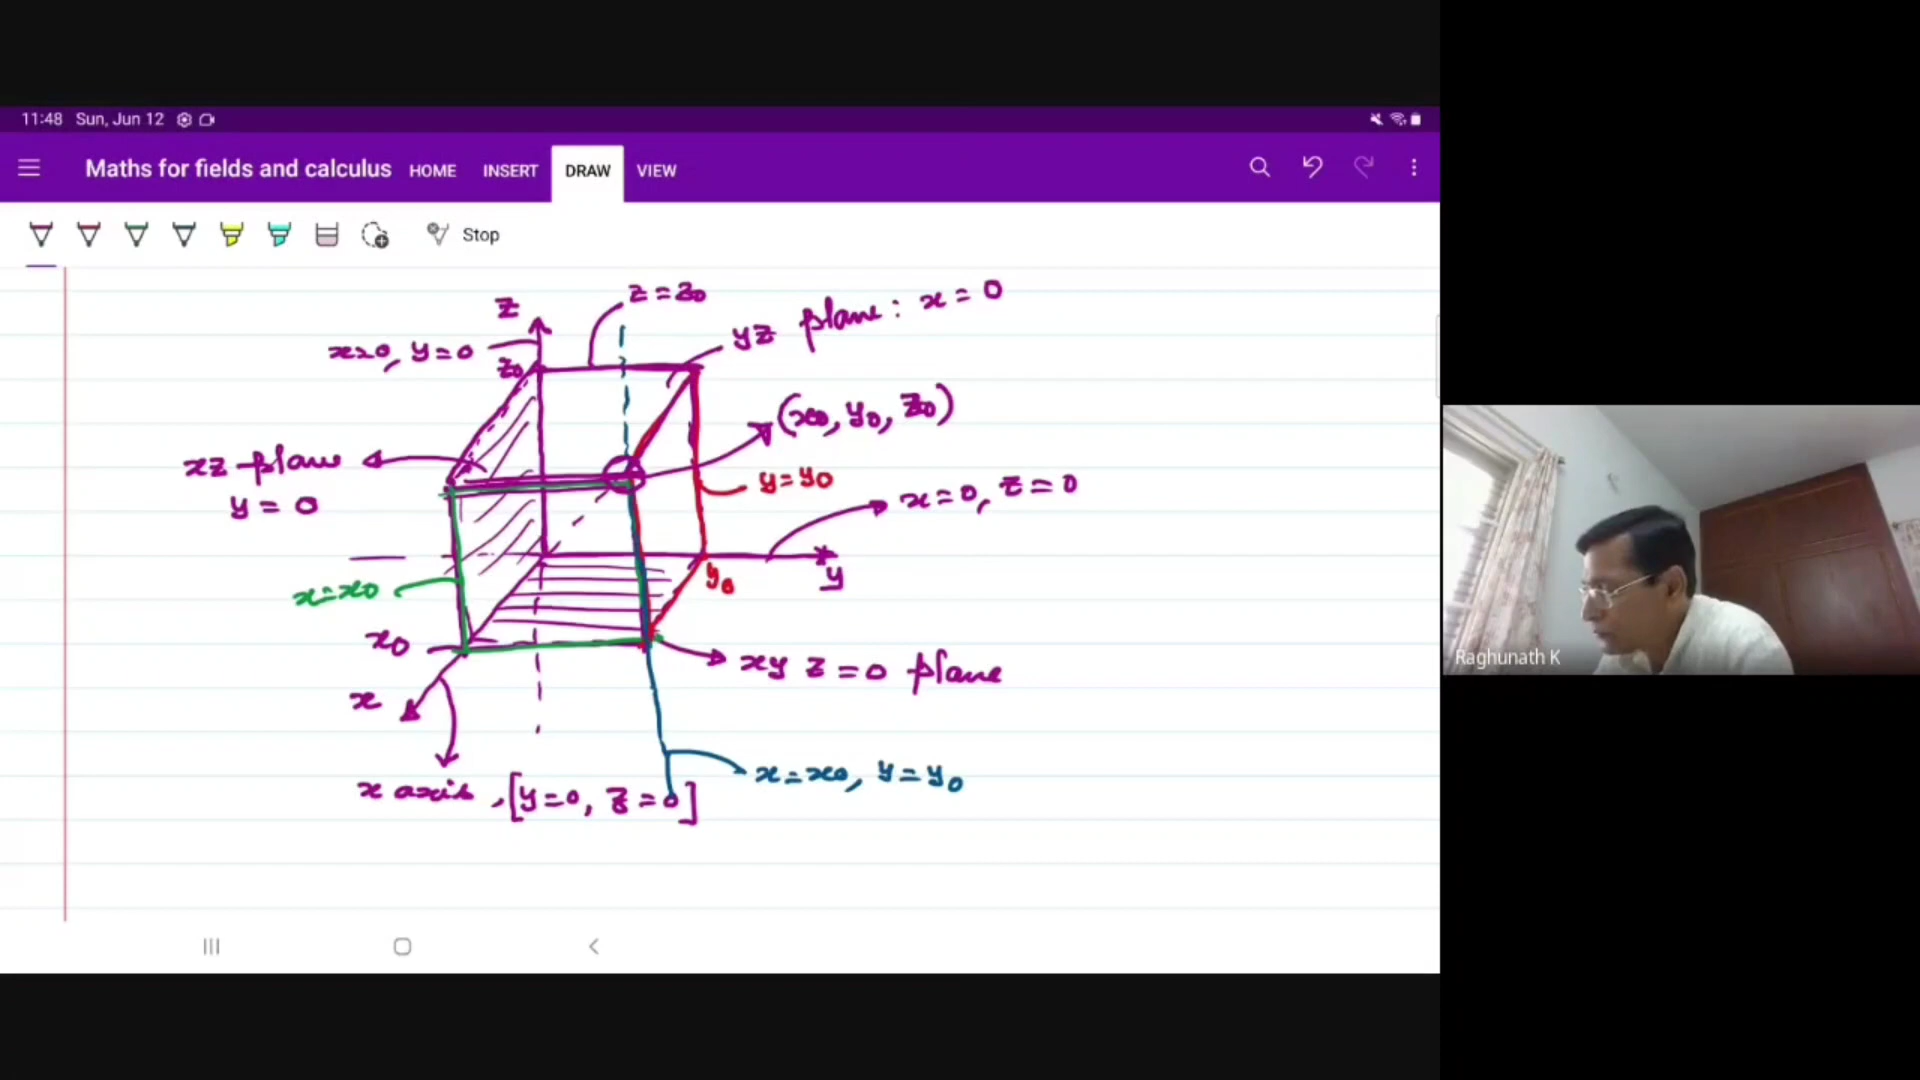 11:48 Sun, Jun 12
Maths for fields and calculus HOME INSERT DRAW VIEW
Stop
z
z = z0
yz plane : x = 0
x=0, y=0
z0
(x0, y0, z0)
xz plane
y = 0
y = y0
x=0, z=0
y
y0
x=x0
x0
xy z=0 plane
x
x=x0, y=y0
x axis, [y=0, z=0]
Raghunath K